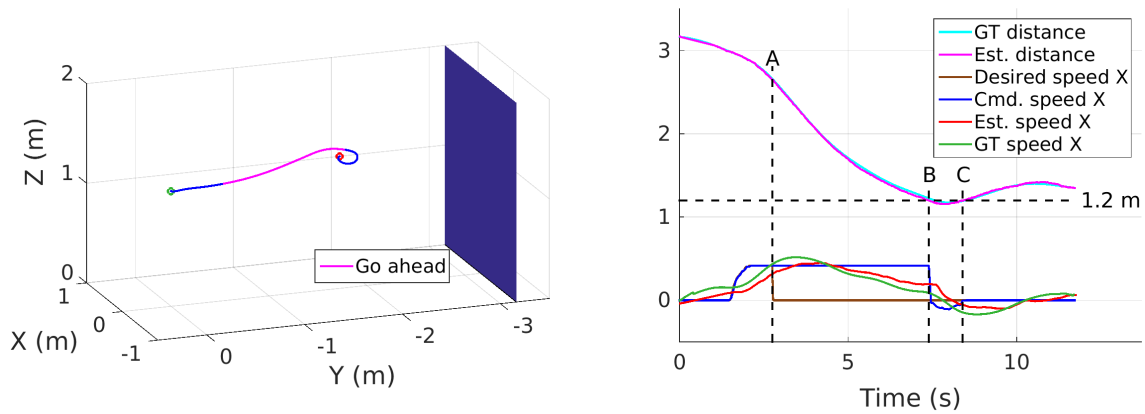 2
1
0
Z (m)
1
0
-1
X (m)
0
-1
-2
-3
Y (m)
Go ahead
3
2
1
0
0
5
10
Time (s)
A
B
C
1.2 m
GT distance
Est. distance
Desired speed X
Cmd. speed X
Est. speed X
GT speed X